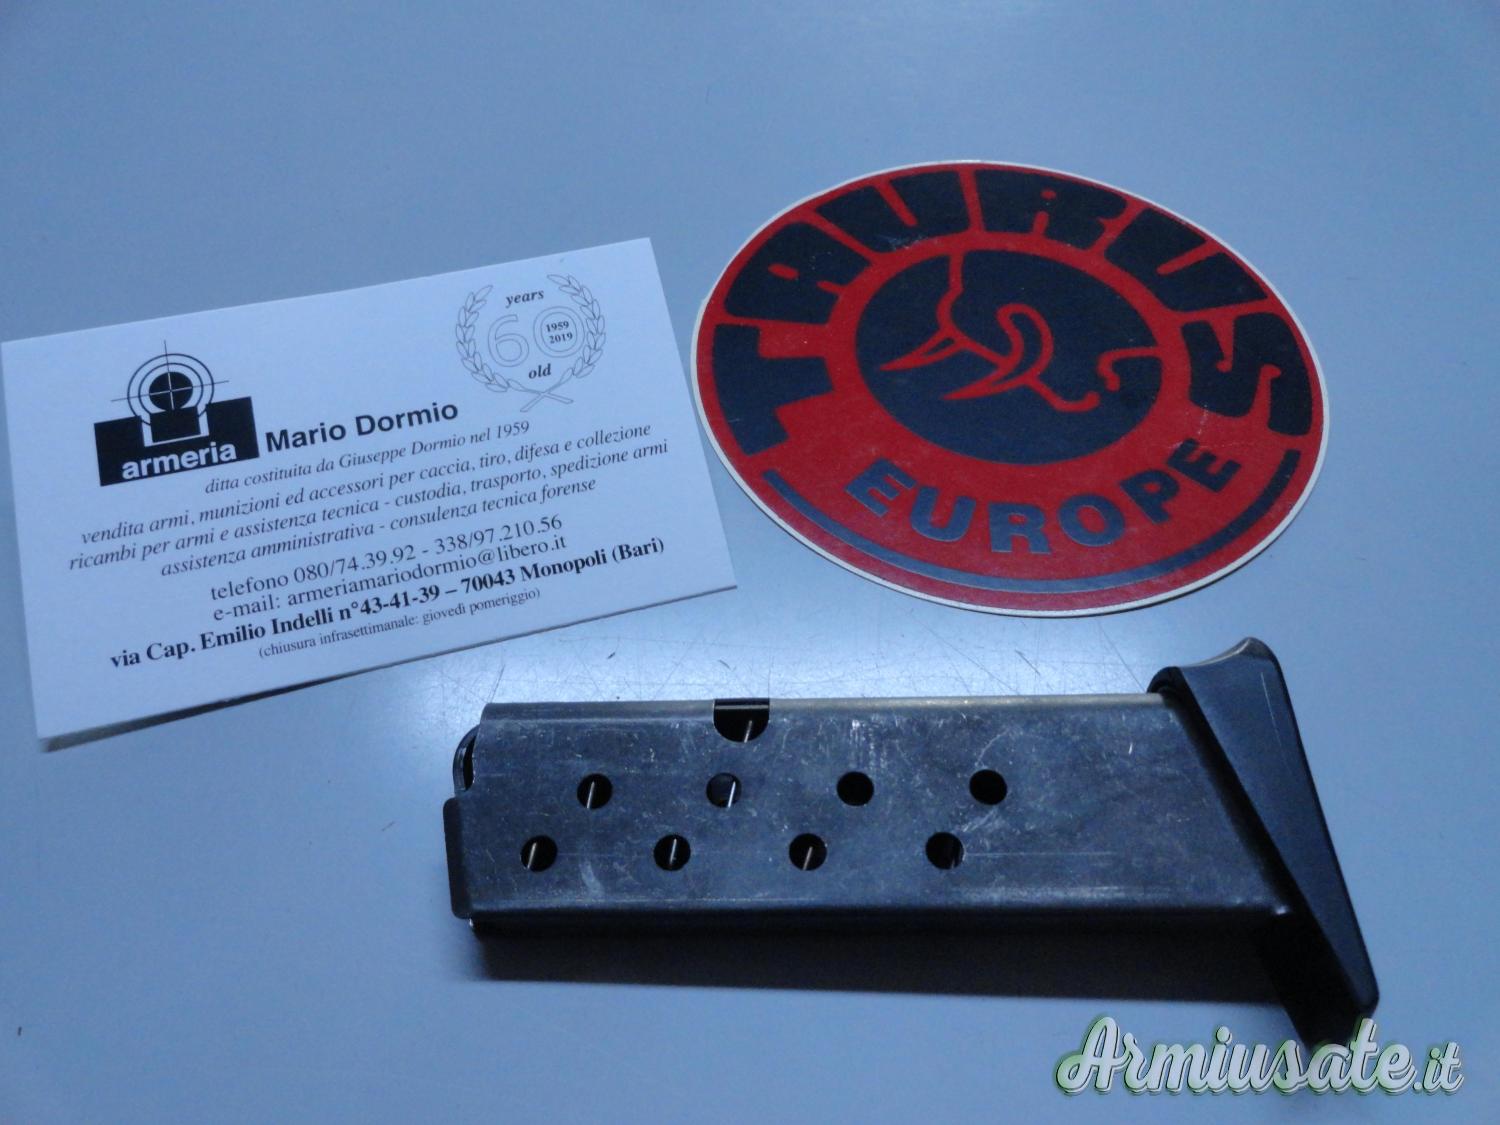 years
60
1959
2019
old
armeria
Mario Dormio
ditta costituita da Giuseppe Dormio nel 1959
vendita armi, munizioni ed accessori per caccia, tiro, difesa e collezione
ricambi per armi e assistenza tecnica - custodia, trasporto, spedizione armi
assistenza amministrativa - consulenza tecnica forense
telefono 080/74.39.92 - 338/97.210.56
e-mail: armeriamariodormio@libero.it
via Cap. Emilio Indelli n°43-41-39 – 70043 Monopoli (Bari)
(chiusura infrasettimanale: giovedì pomeriggio)
TAURUS
EUROPE
Armiusate.it